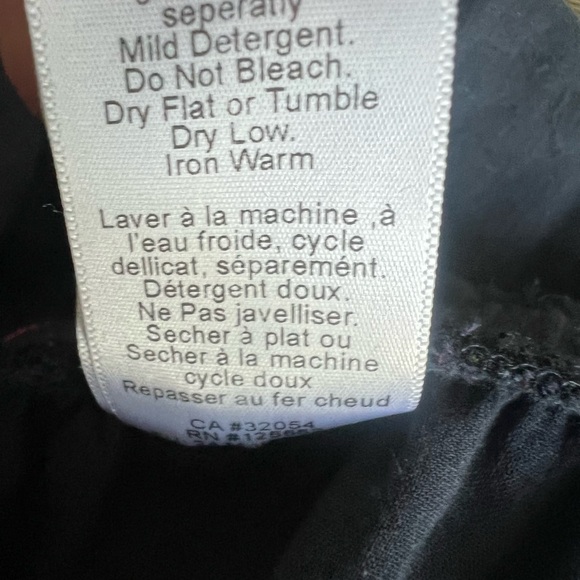 seperatly
Mild Detergent.
Do Not Bleach.
Dry Flat or Tumble
Dry Low.
Iron Warm
Laver à la machine ,à
l'eau froide, cycle
dellicat, séparemént.
Détergent doux.
Ne Pas javelliser.
Secher à plat ou
Secher à la machine
cycle doux
Repasser au fer cheud
CA #32054
RN